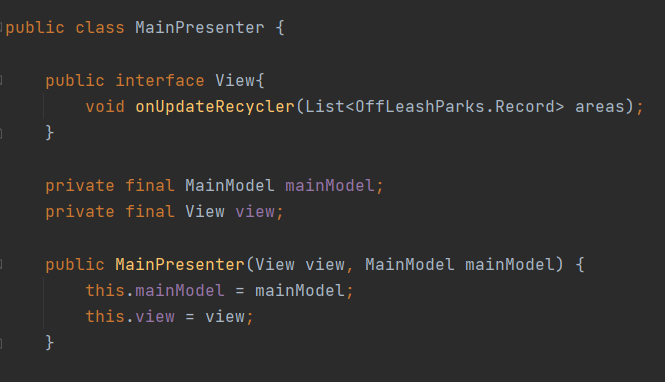 public class MainPresenter {
public interface View{
void onUpdateRecycler(List<OffLeashParks.Record> areas);
}
private final MainModel mainModel;
private final View view;
public MainPresenter(View view, MainModel mainModel) {
this.mainModel = mainModel;
this.view = view;
}